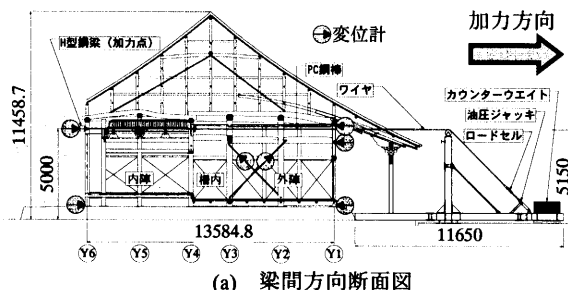 加力方向
H型鋼梁（加力点）
変位計
PC鋼棒
ワイヤ
カウンターウエイト
油圧ジャッキ
ロードセル
11458.7
5000
5150
内陣
柵内
外陣
13584.8
11650
Y6 Y5 Y4 Y3 Y2 Y1
(a) 梁間方向断面図